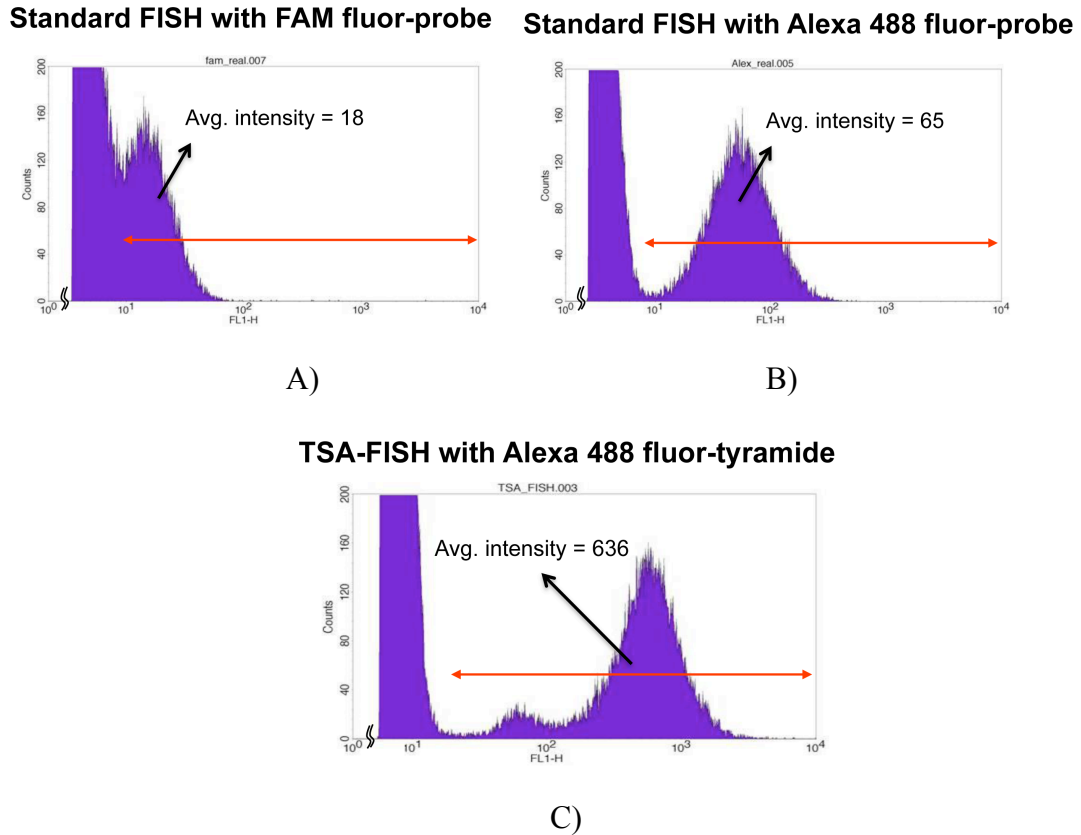 Standard FISH with FAM fluor-probe
fam_real.007
Avg. intensity = 18
Counts
200
160
120
80
40
0
10⁰
10¹
10²
10³
10⁴
FL1-H
A)
Standard FISH with Alexa 488 fluor-probe
Alex_real.005
Avg. intensity = 65
Counts
200
160
120
80
40
0
10⁰
10¹
10²
10³
10⁴
FL1-H
B)
TSA-FISH with Alexa 488 fluor-tyramide
TSA_FISH.003
Avg. intensity = 636
Counts
200
160
120
80
40
0
10⁰
10¹
10²
10³
10⁴
FL1-H
C)